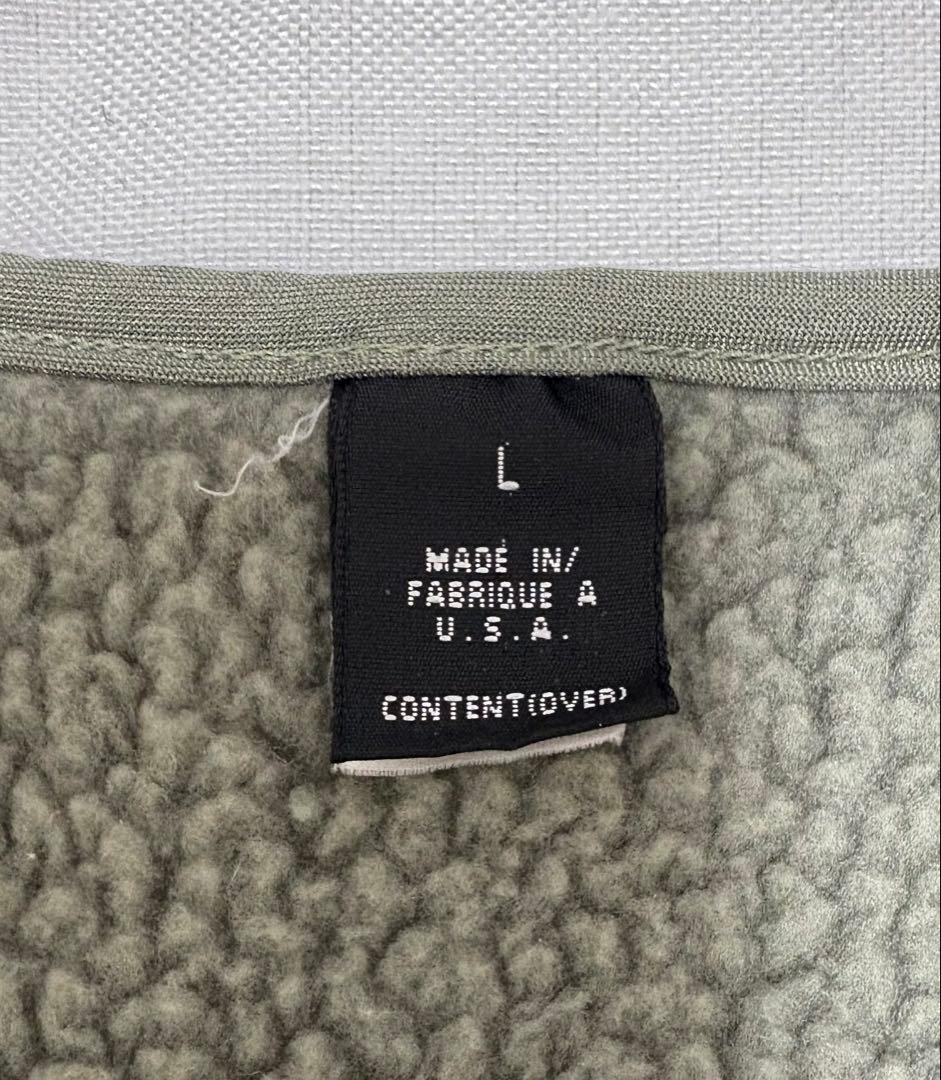 L
MADE IN/
FABRIQUE A
U.S.A.
CONTENT(OVER)